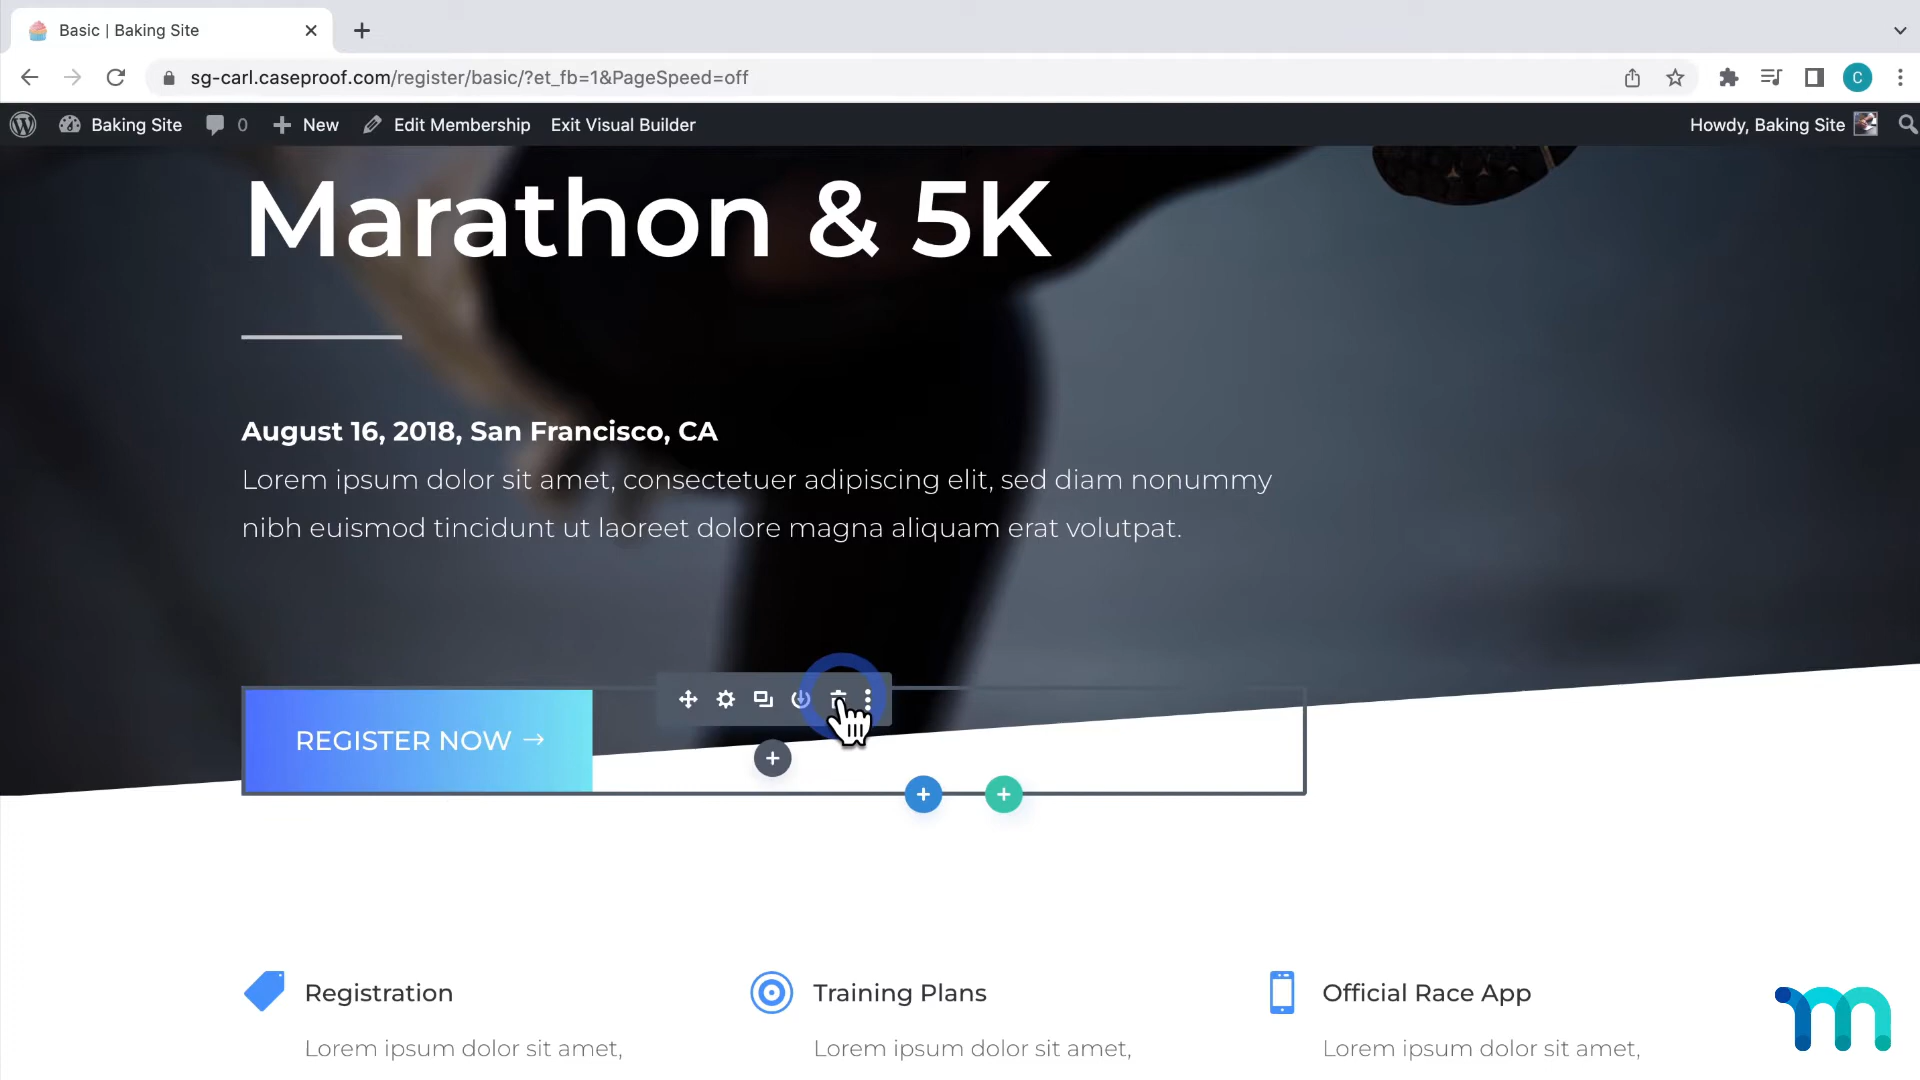 Basic | Baking Site
sg-carl.caseproof.com/register/basic/?et_fb=1&PageSpeed=off
C
Baking Site 0 New Edit Membership Exit Visual Builder Howdy, Baking Site
Marathon & 5K
August 16, 2018, San Francisco, CA
Lorem ipsum dolor sit amet, consectetuer adipiscing elit, sed diam nonummy
nibh euismod tincidunt ut laoreet dolore magna aliquam erat volutpat.
REGISTER NOW →
Registration Training Plans Official Race App
Lorem ipsum dolor sit amet, Lorem ipsum dolor sit amet, Lorem ipsum dolor sit amet,
m